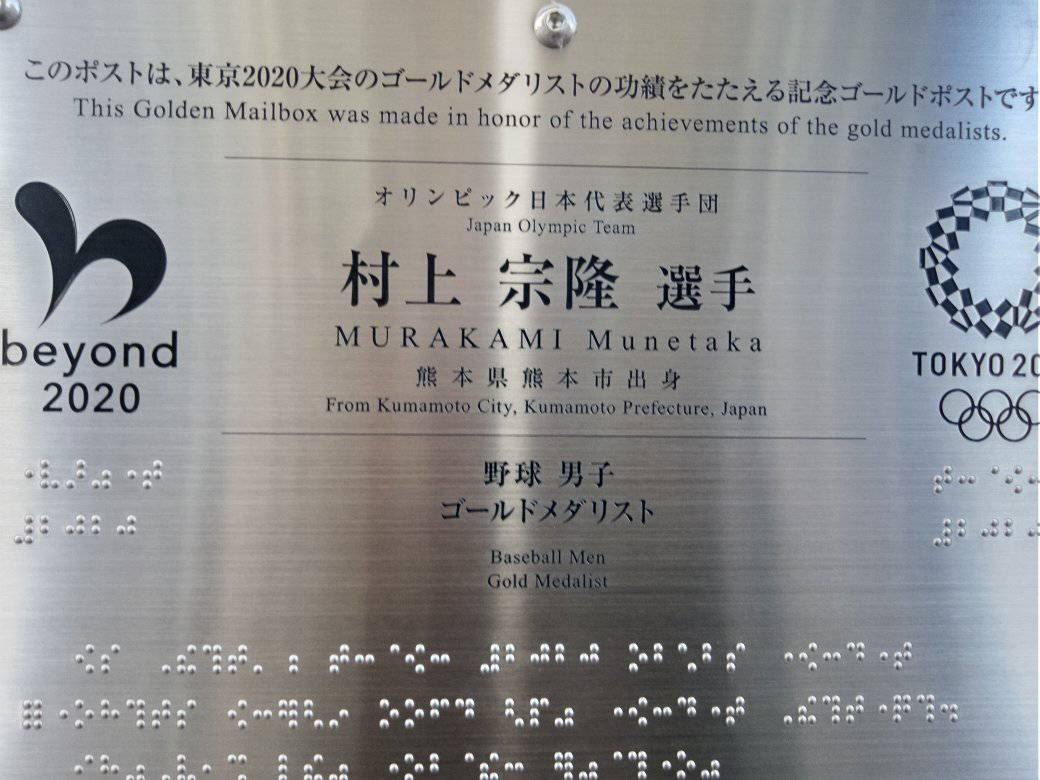 このポストは、東京2020大会のゴールドメダリストの功績をたたえる記念ゴールドポストです
This Golden Mailbox was made in honor of the achievements of the gold medalists.
オリンピック日本代表選手団
Japan Olympic Team
村上 宗隆 選手
MURAKAMI Munetaka
熊本県熊本市出身
From Kumamoto City, Kumamoto Prefecture, Japan
beyond
2020
TOKYO 20
野球 男子
ゴールドメダリスト
Baseball Men
Gold Medalist